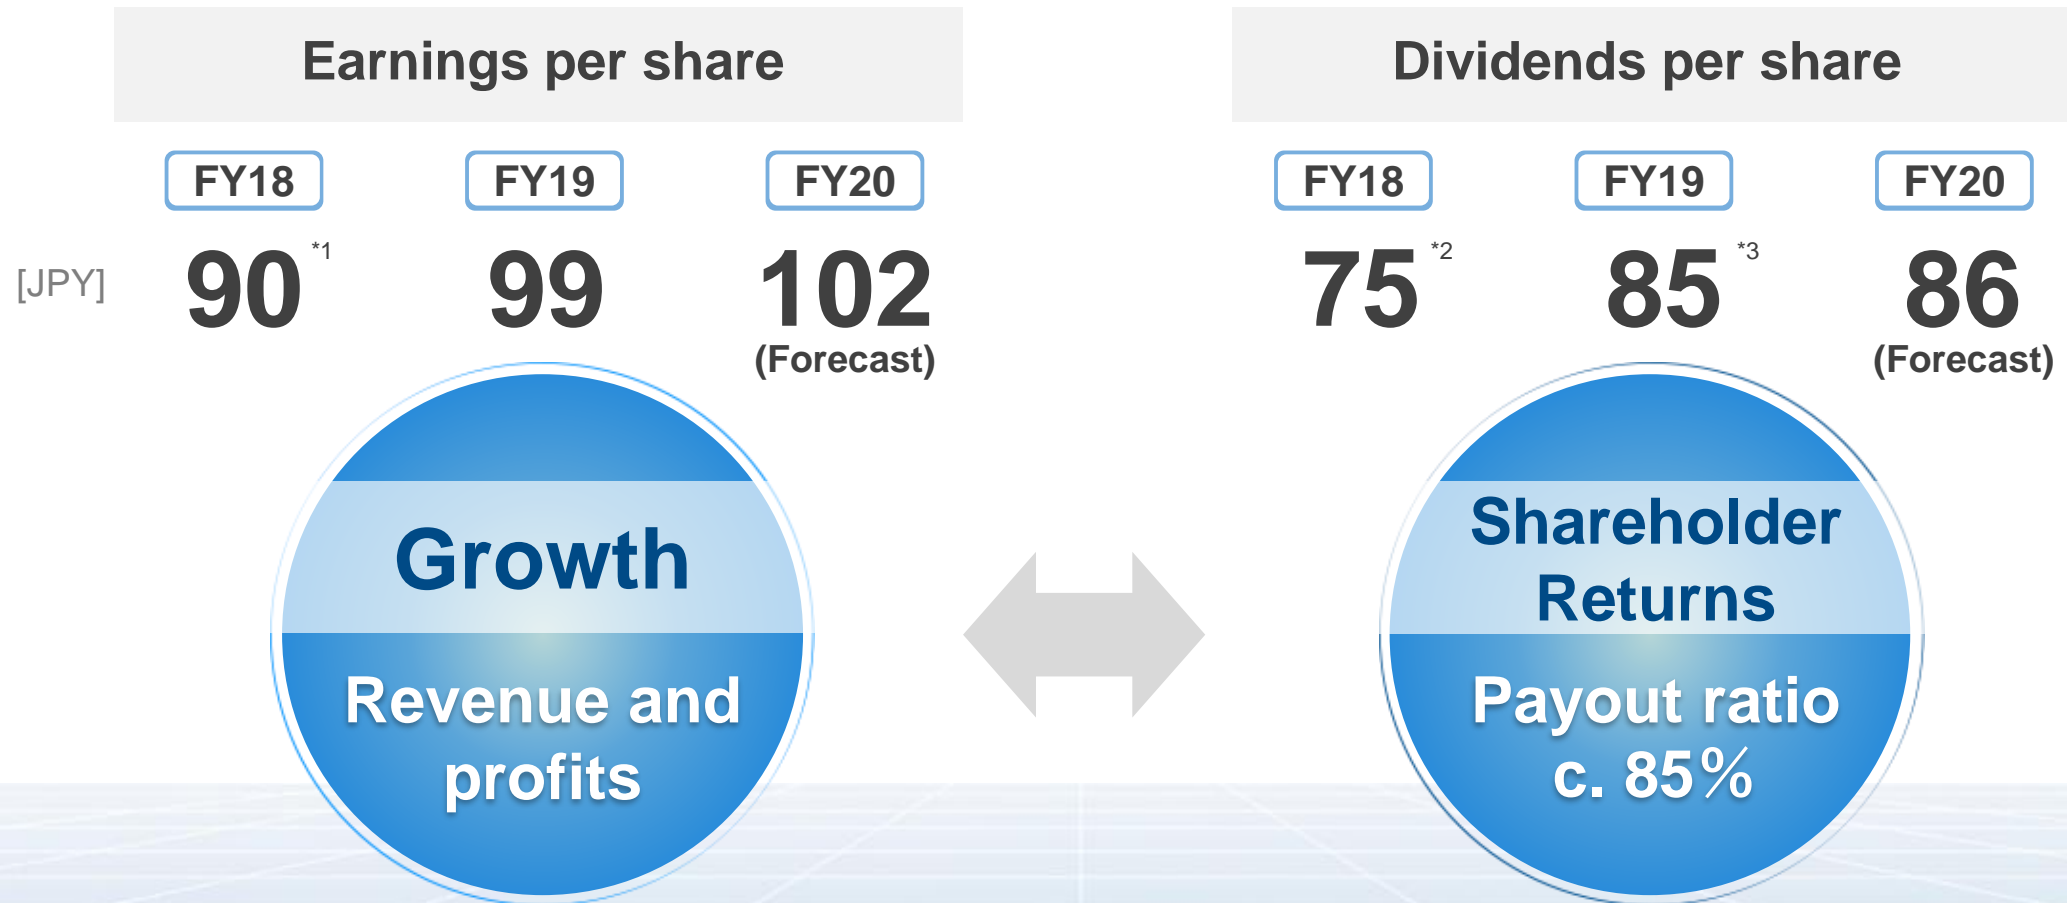 Earnings per share
FY18 FY19 FY20
[JPY] 90 *1 99 102
(Forecast)
Growth
Revenue and
profits
Dividends per share
FY18 FY19 FY20
75 *2 85 *3 86
(Forecast)
Shareholder
Returns
Payout ratio
c. 85%